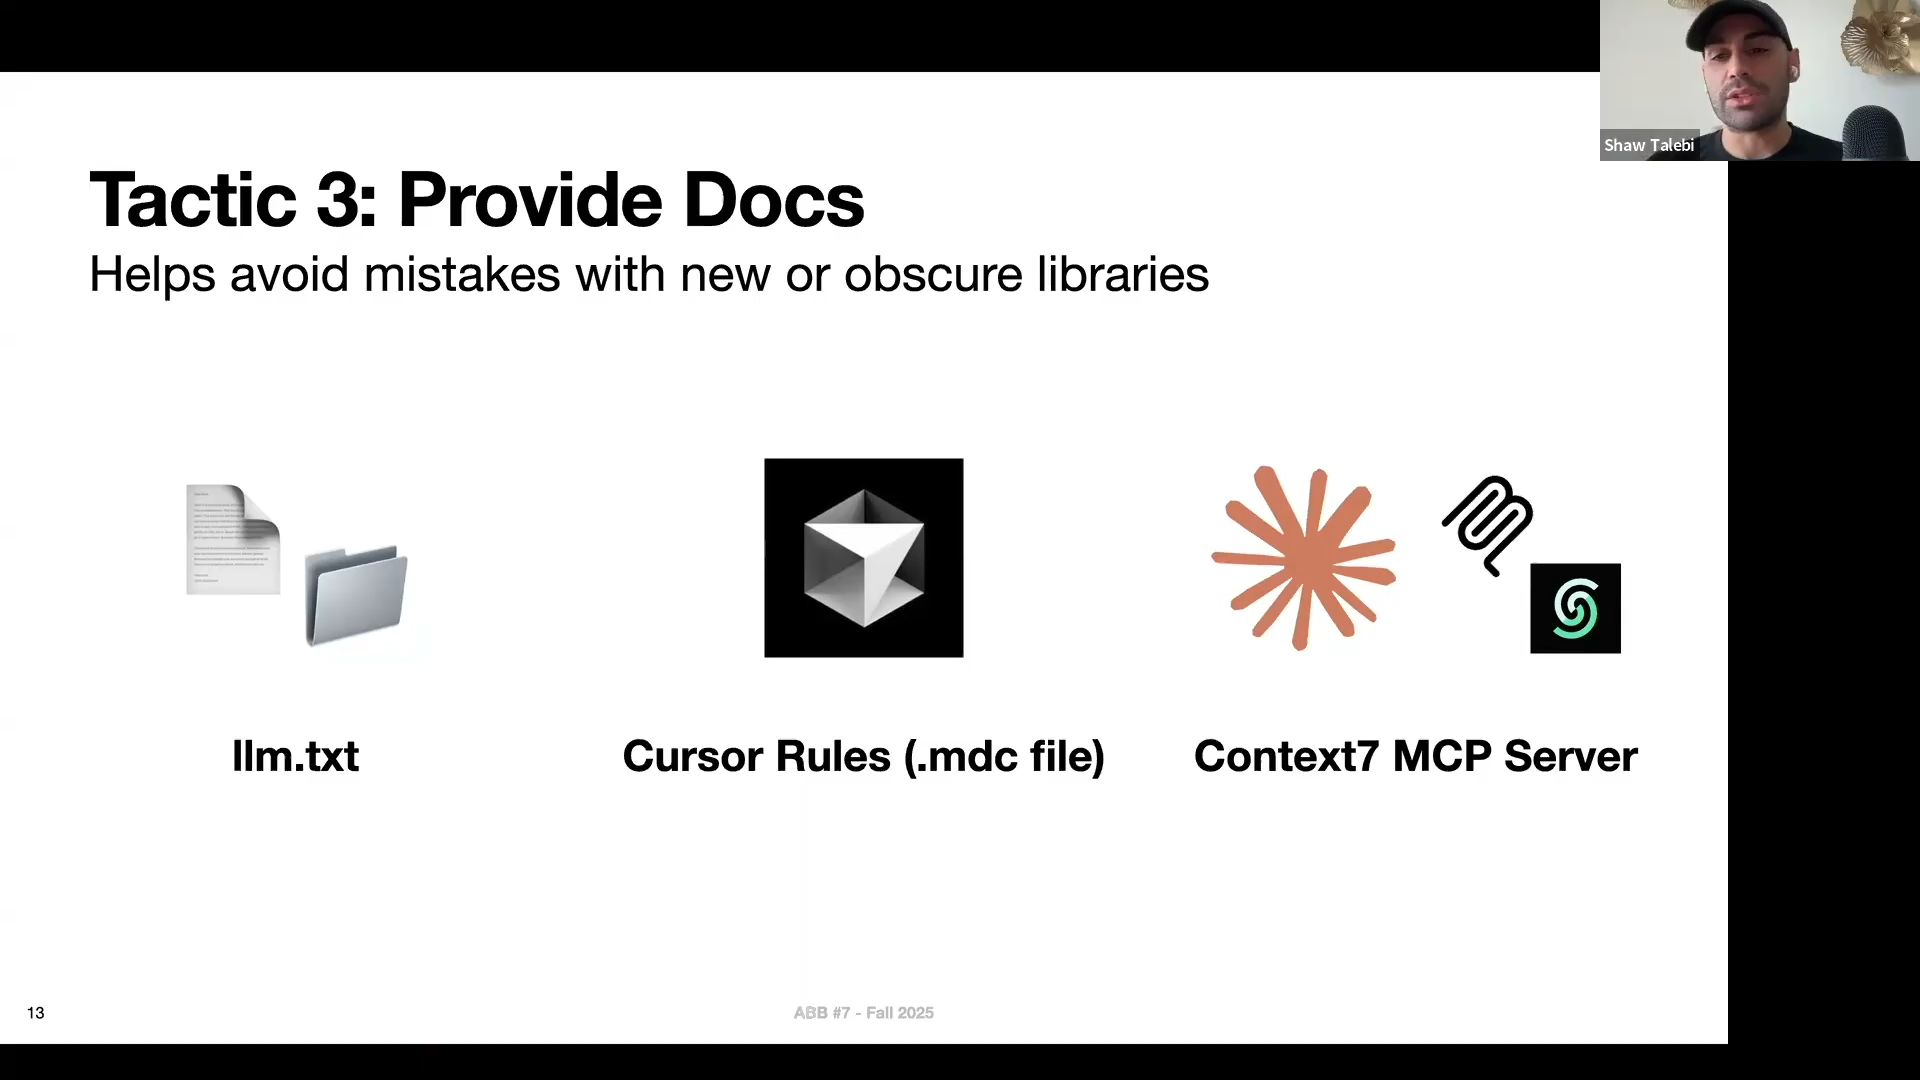 Shaw Talebi
Tactic 3: Provide Docs
Helps avoid mistakes with new or obscure libraries
llm.txt
Cursor Rules (.mdc file)
Context7 MCP Server
13
ABB #7 - Fall 2025